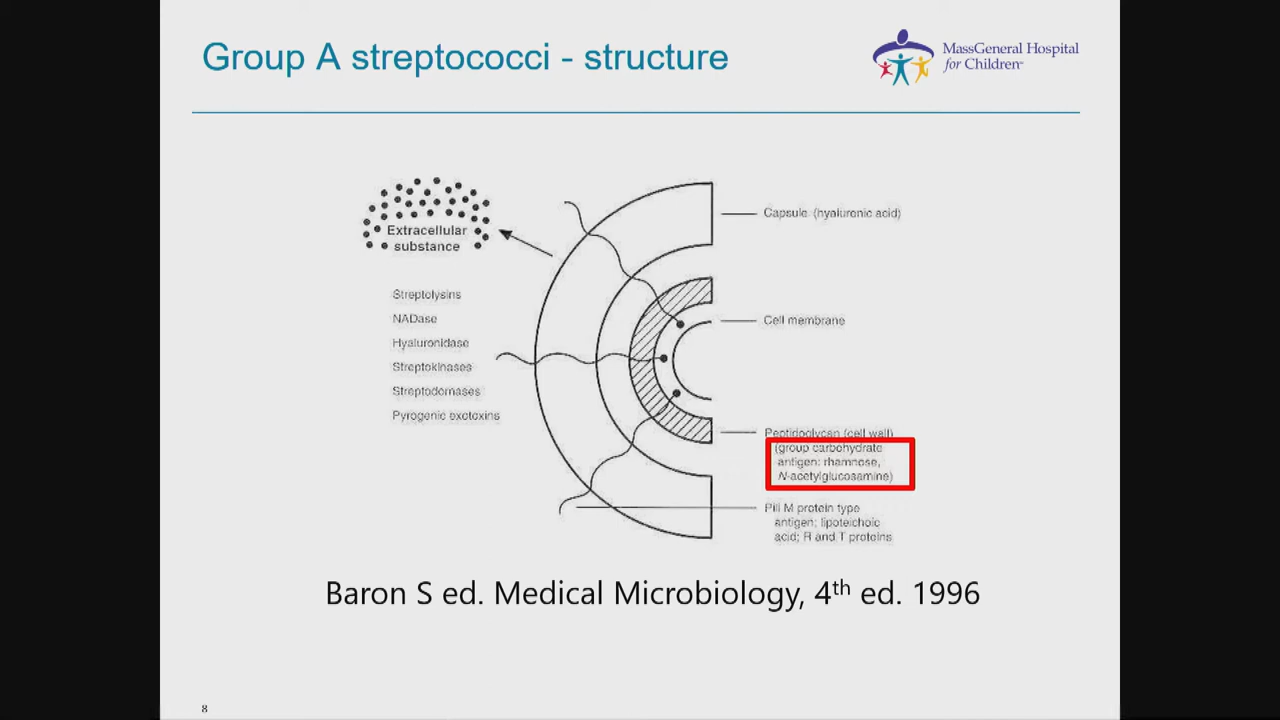 Group A streptococci - structure
MassGeneral Hospital
for Children
Extracellular
substance
Streptolysins
NADase
Hyaluronidase
Streptokinases
Streptodornases
Pyrogenic exotoxins
Capsule (hyaluronic acid)
Cell membrane
Peptidoglycan (cell wall)
(group carbohydrate
antigen: rhamnose,
N-acetylglucosamine)
Pili M protein type
antigen; lipoteichoic
acid; R and T proteins
Baron S ed. Medical Microbiology, 4th ed. 1996
8